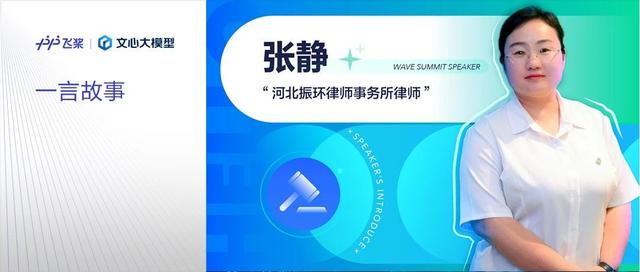 飞桨 | 文心大模型
一言故事
张静
WAVE SUMMIT SPEAKER
“ 河北振环律师事务所律师 ”
SPEAKER'S INTRODUCE